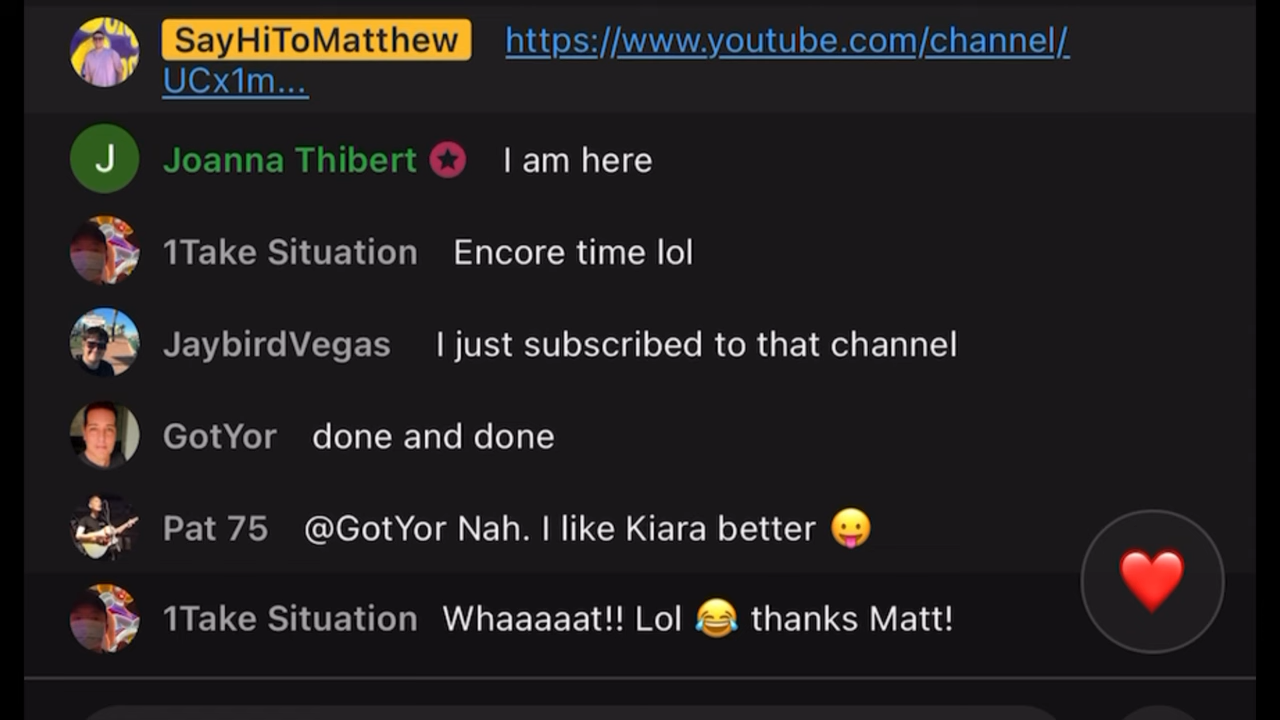 SayHiToMatthew https://www.youtube.com/channel/
UCx1m...
J Joanna Thibert I am here
1Take Situation Encore time lol
JaybirdVegas I just subscribed to that channel
GotYor done and done
Pat 75 @GotYor Nah. I like Kiara better 😛
1Take Situation Whaaaaat!! Lol 😂 thanks Matt!